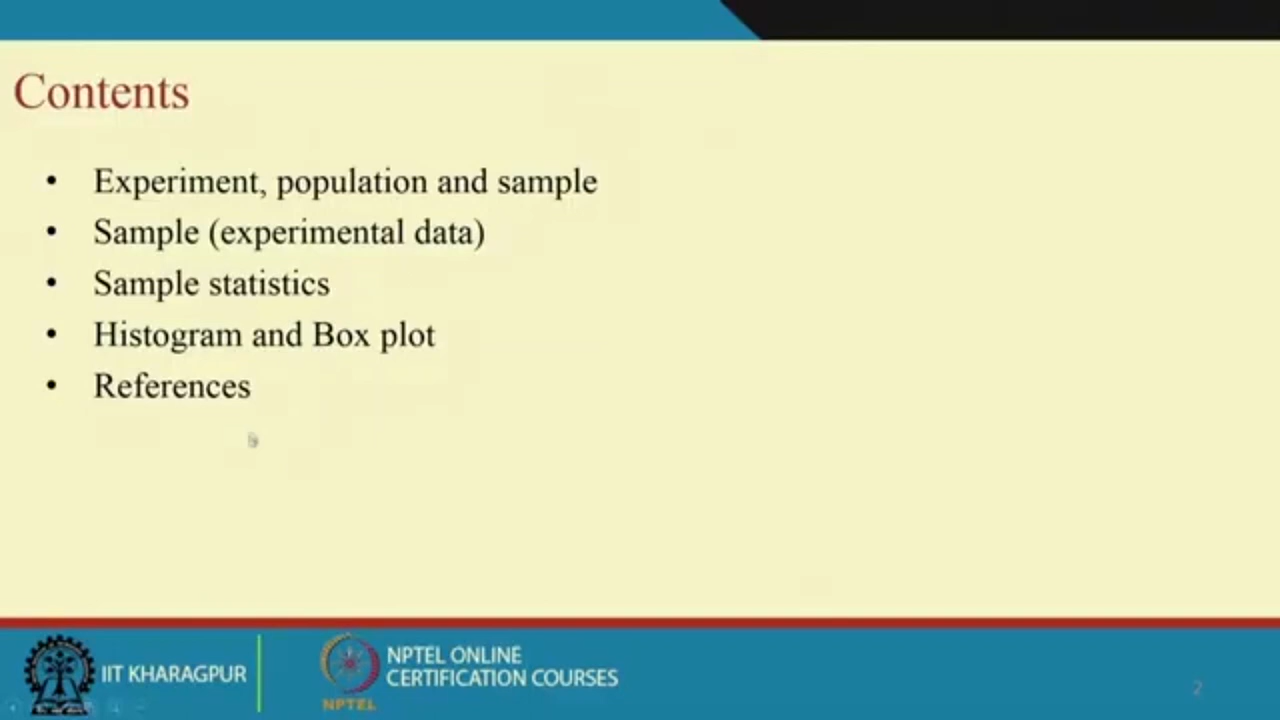 Contents
• Experiment, population and sample
• Sample (experimental data)
• Sample statistics
• Histogram and Box plot
• References
IIT KHARAGPUR
NPTEL
NPTEL ONLINE
CERTIFICATION COURSES
2